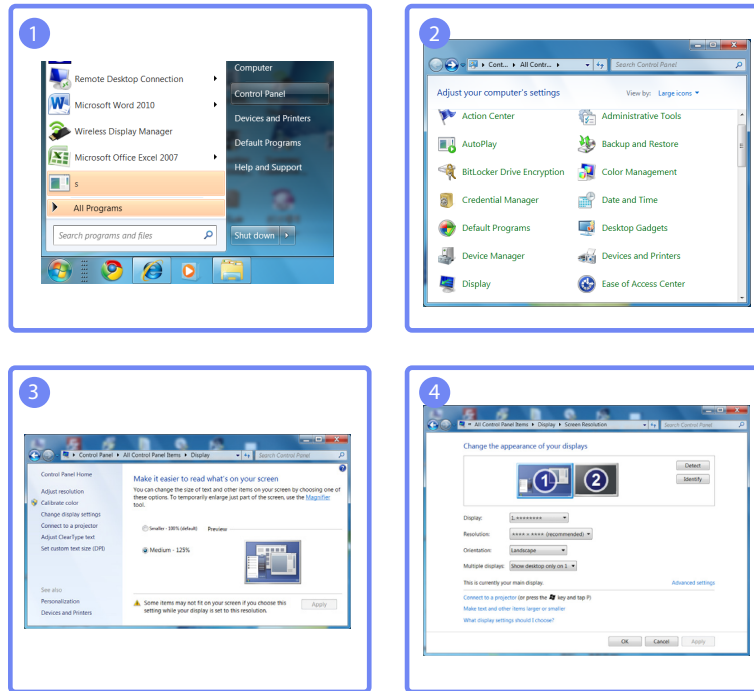 1
Remote Desktop Connection
Microsoft Word 2010
Wireless Display Manager
Microsoft Office Excel 2007
s
All Programs
Search programs and files
Computer
Control Panel
Devices and Printers
Default Programs
Help and Support
Shut down
2
Cont... All Contr...
Search Control Panel
Adjust your computer's settings
View by: Large icons
Action Center
Administrative Tools
AutoPlay
Backup and Restore
BitLocker Drive Encryption
Color Management
Credential Manager
Date and Time
Default Programs
Desktop Gadgets
Device Manager
Devices and Printers
Display
Ease of Access Center
3
Control Panel All Control Panel Items Display
Search Control Panel
Control Panel Home
Adjust resolution
Calibrate color
Change display settings
Connect to a projector
Adjust ClearType text
Set custom text size (DPI)
See also
Personalization
Devices and Printers
Make it easier to read what's on your screen
You can change the size of text and other items on your screen by choosing one of
these options. To temporarily enlarge just part of the screen, use the Magnifier
tool.
Smaller - 100% (default)
Preview
Medium - 125%
Some items may not fit on your screen if you choose this
setting while your display is set to this resolution.
Apply
4
All Control Panel Items Display Screen Resolution
Search Control Panel
Change the appearance of your displays
1
2
Detect
Identify
Display: 1.********
Resolution: **** × **** (recommended)
Orientation: Landscape
Multiple displays: Show desktop only on 1
This is currently your main display.
Advanced settings
Connect to a projector (or press the key and tap P)
Make text and other items larger or smaller
What display settings should I choose?
OK
Cancel
Apply